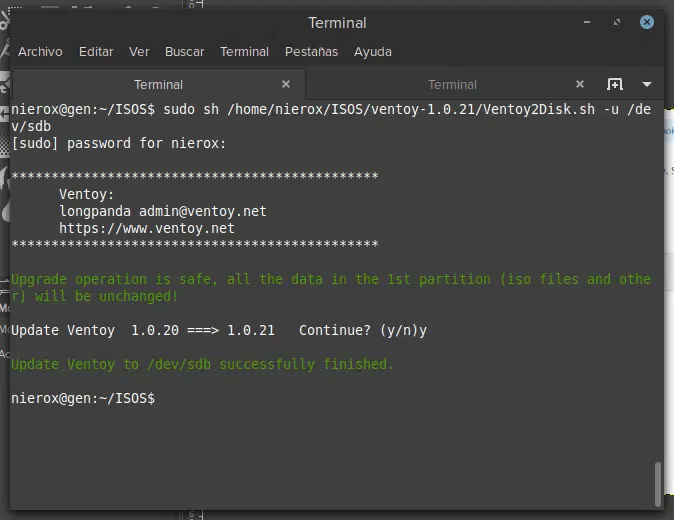 Terminal
Archivo Editar Ver Buscar Terminal Pestañas Ayuda
Terminal Terminal
nierox@gen:~/ISOS$ sudo sh /home/nierox/ISOS/ventoy-1.0.21/Ventoy2Disk.sh -u /de
v/sdb
[sudo] password for nierox:
**********************************************
Ventoy:
longpanda admin@ventoy.net
https://www.ventoy.net
**********************************************
Upgrade operation is safe, all the data in the 1st partition (iso files and othe
r) will be unchanged!
Update Ventoy 1.0.20 ===> 1.0.21 Continue? (y/n)y
Update Ventoy to /dev/sdb successfully finished.
nierox@gen:~/ISOS$